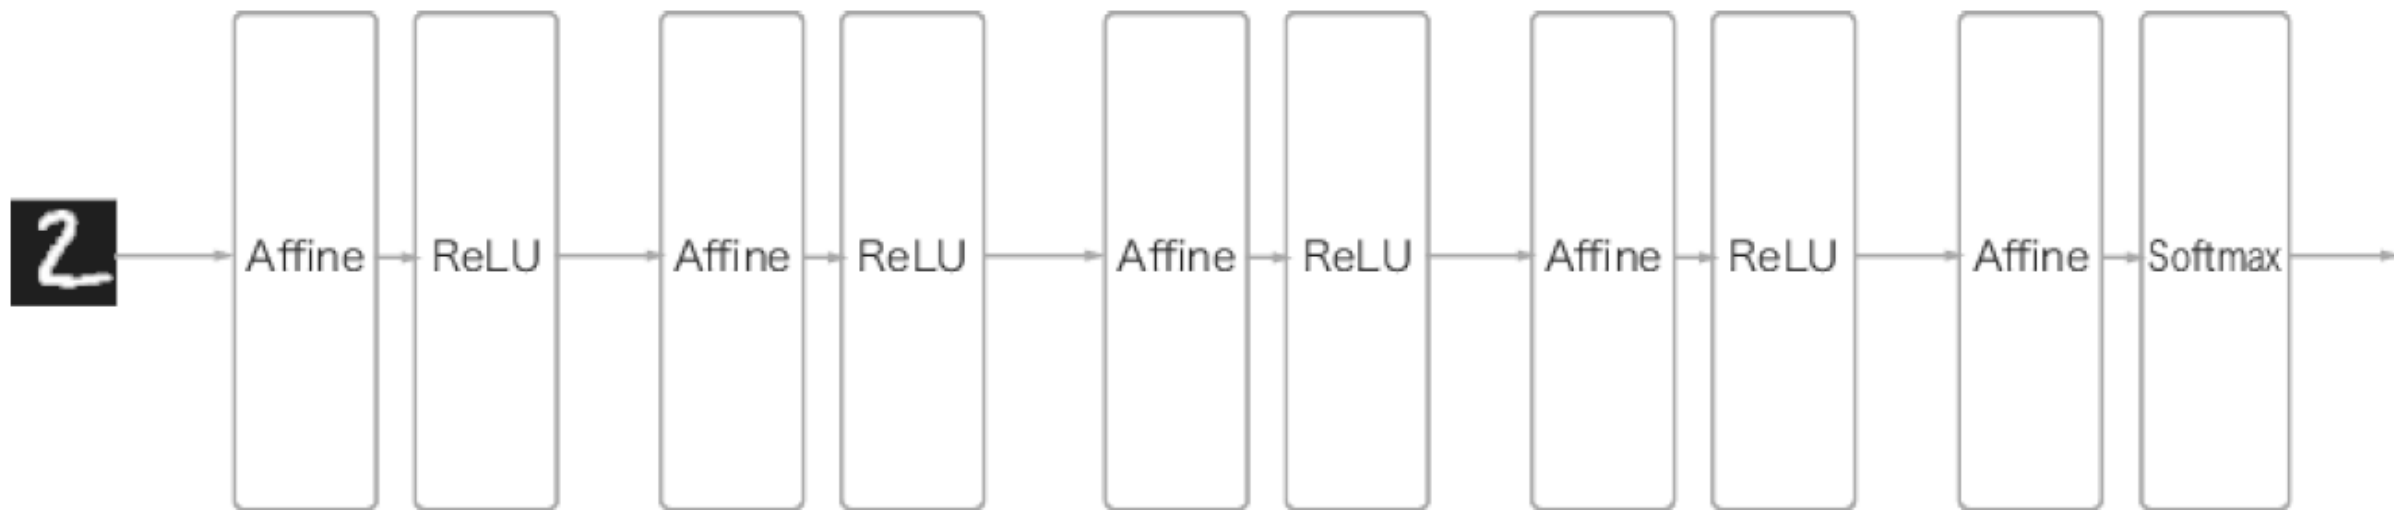 2
Affine
ReLU
Affine
ReLU
Affine
ReLU
Affine
ReLU
Affine
Softmax